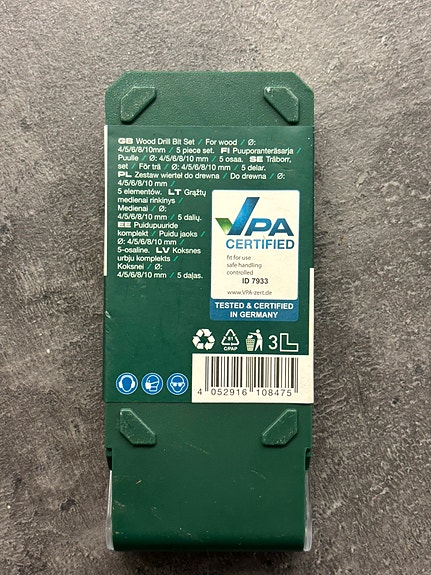 GB Wood Drill Bit Set / For wood / Ø:
4/5/6/8/10mm / 5 piece set. FI Puuporanteräsarja /
Puulle / Ø: 4/5/6/8/10 mm / 5 osaa. SE Träborr,
set / För trä / Ø: 4/5/6/8/10 mm / 5 delar.
PL Zestaw wierteł do drewna / Do drewna / Ø:
4/5/6/8/10 mm /
5 elementów. LT Grąžtų
medienai rinkinys /
Medienai / Ø:
4/5/6/8/10 mm / 5 dalių.
EE Puidupuuride
komplekt / Puidu jaoks /
Ø: 4/5/6/8/10 mm /
5-osaline. LV Koksnes
urbju komplekts /
Koksnei / Ø:
4/5/6/8/10 mm / 5 daļas.
VPA
CERTIFIED
fit for use
safe handling
controlled
ID 7933
www.VPA-zert.de
TESTED & CERTIFIED
IN GERMANY
81
C/PAP
3L
4 052916 108475